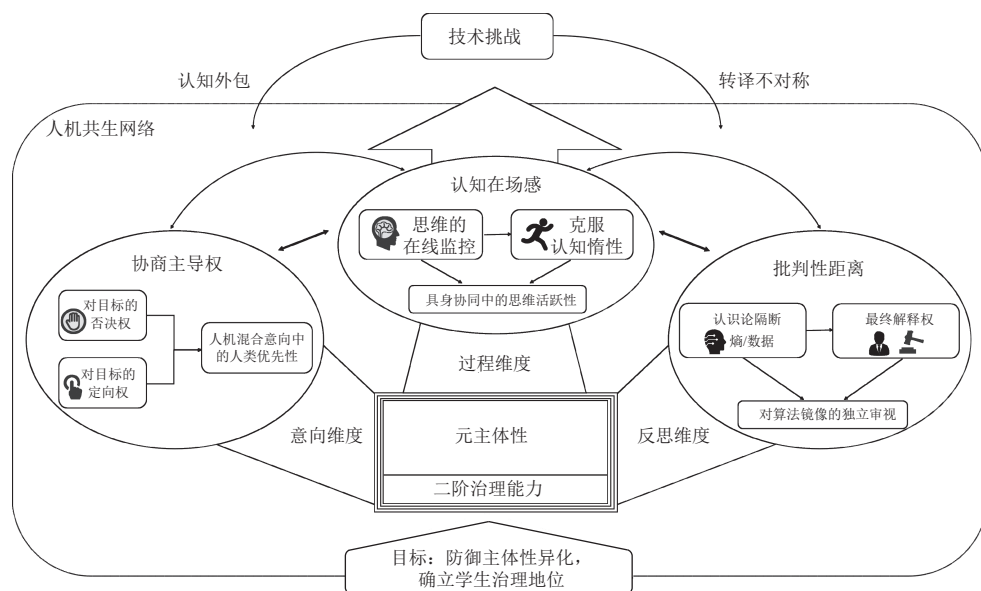 技术挑战
认知外包
转译不对称
人机共生网络
认知在场感
思维的
在线监控
克服
认知惰性
具身协同中的思维活跃性
协商主导权
对目标的
否决权
对目标的
定向权
人机混合意向中
的人类优先性
批判性距离
认识论隔断
熵/数据
最终解释权
对算法镜像的独立审视
过程维度
意向维度
反思维度
元主体性
二阶治理能力
目标：防御主体性异化，
确立学生治理地位